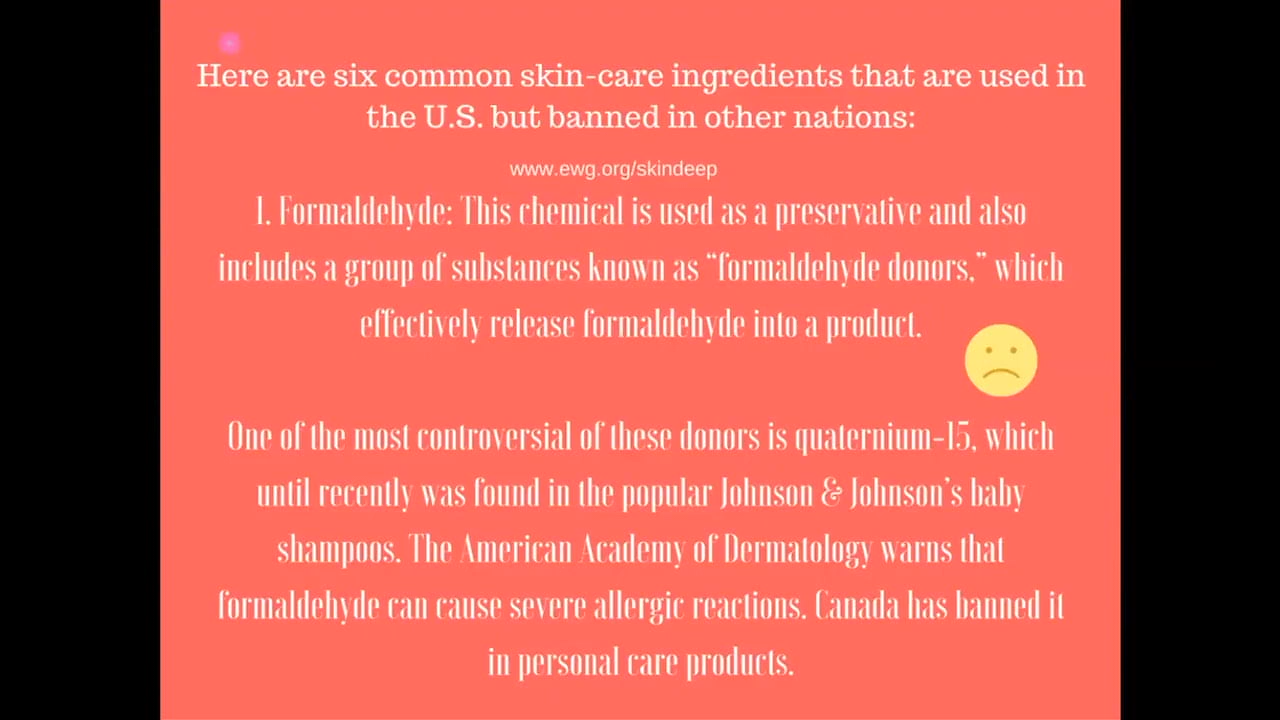 Here are six common skin-care ingredients that are used in
the U.S. but banned in other nations:
www.ewg.org/skindeep
1. Formaldehyde: This chemical is used as a preservative and also
includes a group of substances known as “formaldehyde donors,” which
effectively release formaldehyde into a product.
One of the most controversial of these donors is quaternium-15, which
until recently was found in the popular Johnson & Johnson’s baby
shampoos. The American Academy of Dermatology warns that
formaldehyde can cause severe allergic reactions. Canada has banned it
in personal care products.